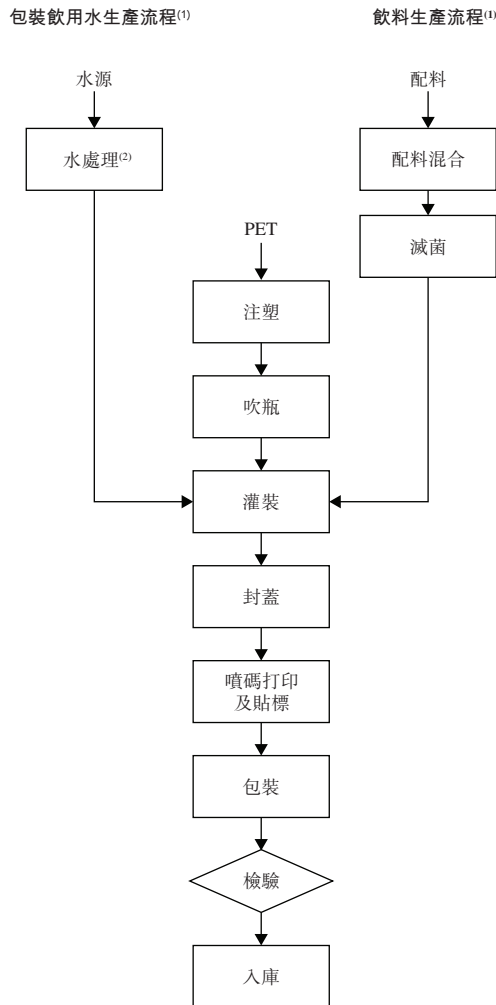 包裝飲用水生產流程⁽¹⁾
飲料生產流程⁽¹⁾
水源
配料
水處理⁽²⁾
配料混合
滅菌
PET
注塑
吹瓶
灌裝
封蓋
噴碼打印
及貼標
包裝
檢驗
入庫